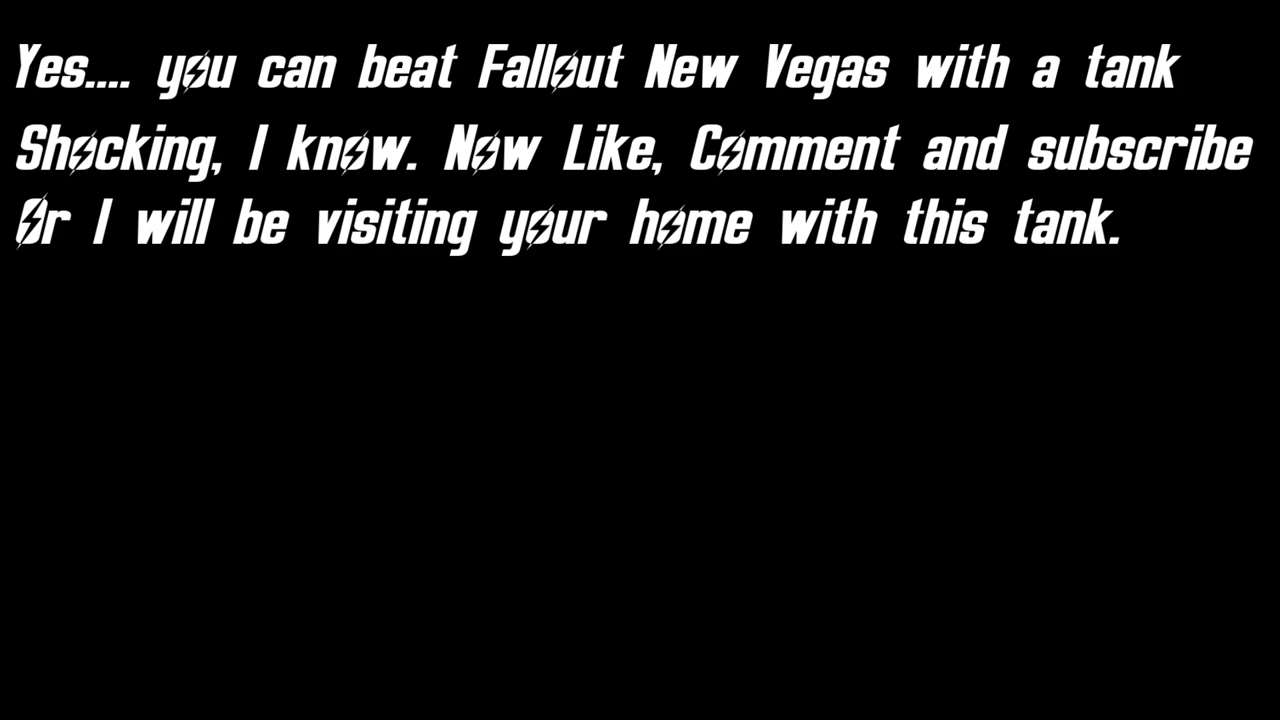 Yes.... you can beat Fallout New Vegas with a tank
Shocking, I know. Now Like, Comment and subscribe
Or I will be visiting your home with this tank.